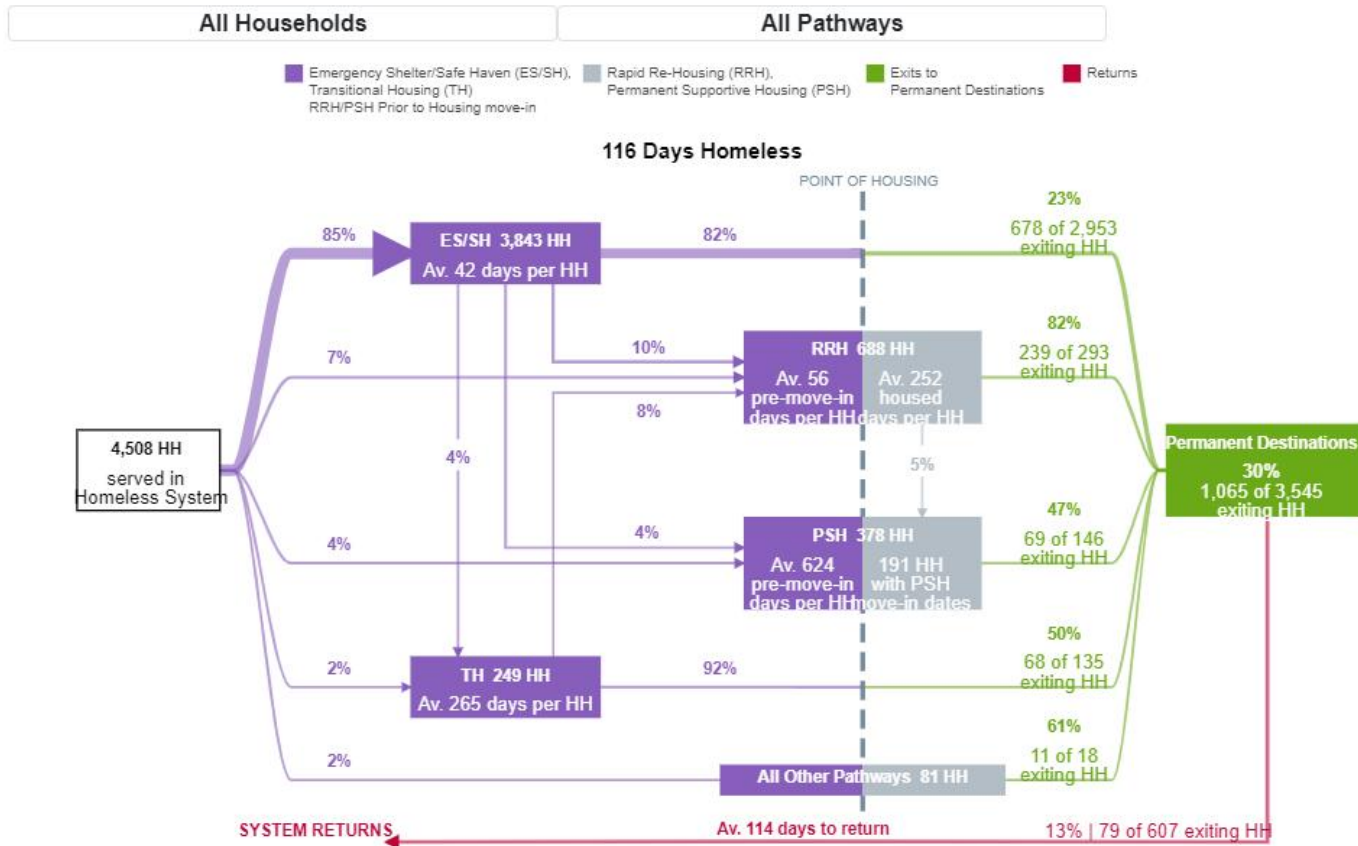 All Households
All Pathways
Emergency Shelter/Safe Haven (ES/SH),
Transitional Housing (TH)
RRH/PSH Prior to Housing move-in
Rapid Re-Housing (RRH),
Permanent Supportive Housing (PSH)
Exits to
Permanent Destinations
Returns
116 Days Homeless
POINT OF HOUSING
85%
ES/SH 3,843 HH
Av. 42 days per HH
82%
23%
678 of 2,953
exiting HH
7%
10%
8%
RRH 688 HH
Av. 56
pre-move-in
days per HH
Av. 252
housed
days per HH
82%
239 of 293
exiting HH
4,508 HH
served in
Homeless System
4%
5%
Permanent Destinations
30%
1,065 of 3,545
exiting HH
4%
4%
PSH 378 HH
Av. 624
pre-move-in
days per HH
191 HH
with PSH
move-in dates
47%
69 of 146
exiting HH
2%
TH 249 HH
Av. 265 days per HH
92%
50%
68 of 135
exiting HH
2%
All Other Pathways 81 HH
61%
11 of 18
exiting HH
SYSTEM RETURNS
Av. 114 days to return
13% | 79 of 607 exiting HH